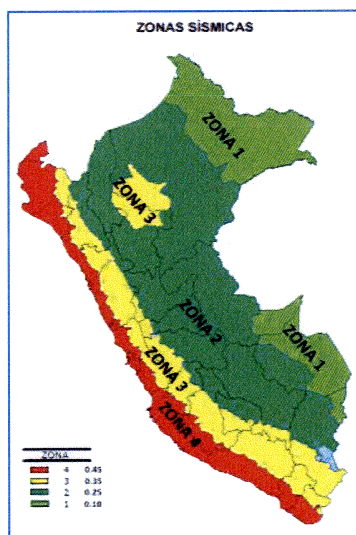 ZONAS SÍSMICAS
ZONA 1
ZONA 3
ZONA 2
ZONA 1
ZONA 3
ZONA 4
ZONA
4 0.45
3 0.35
2 0.25
1 0.10